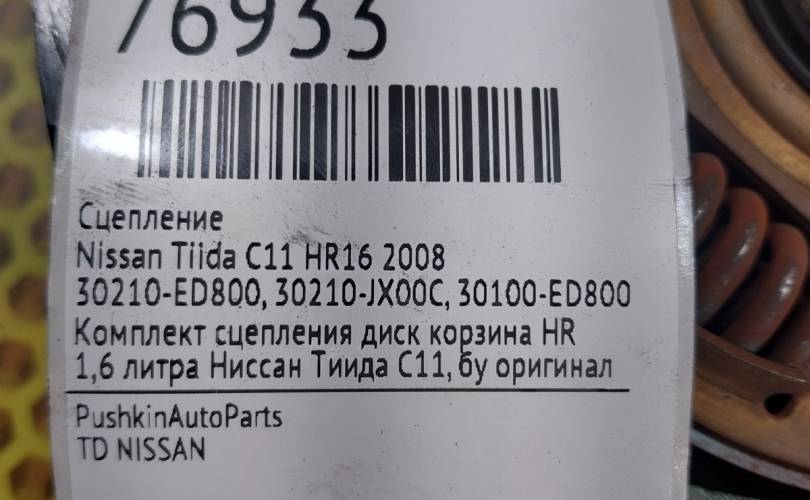 76933
Сцепление
Nissan Tiida C11 HR16 2008
30210-ED800, 30210-JX00C, 30100-ED800
Комплект сцепления диск корзина HR
1,6 литра Ниссан Тиида С11, бу оригинал
PushkinAutoParts
TD NISSAN